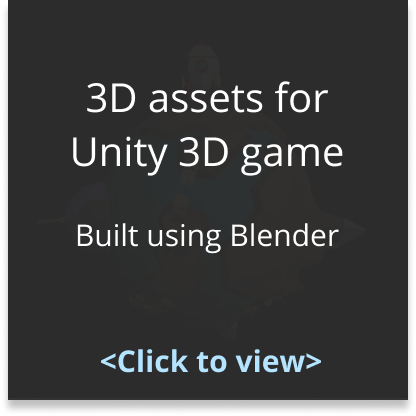 3D assets for
Unity 3D game
Built using Blender
<Click to view>